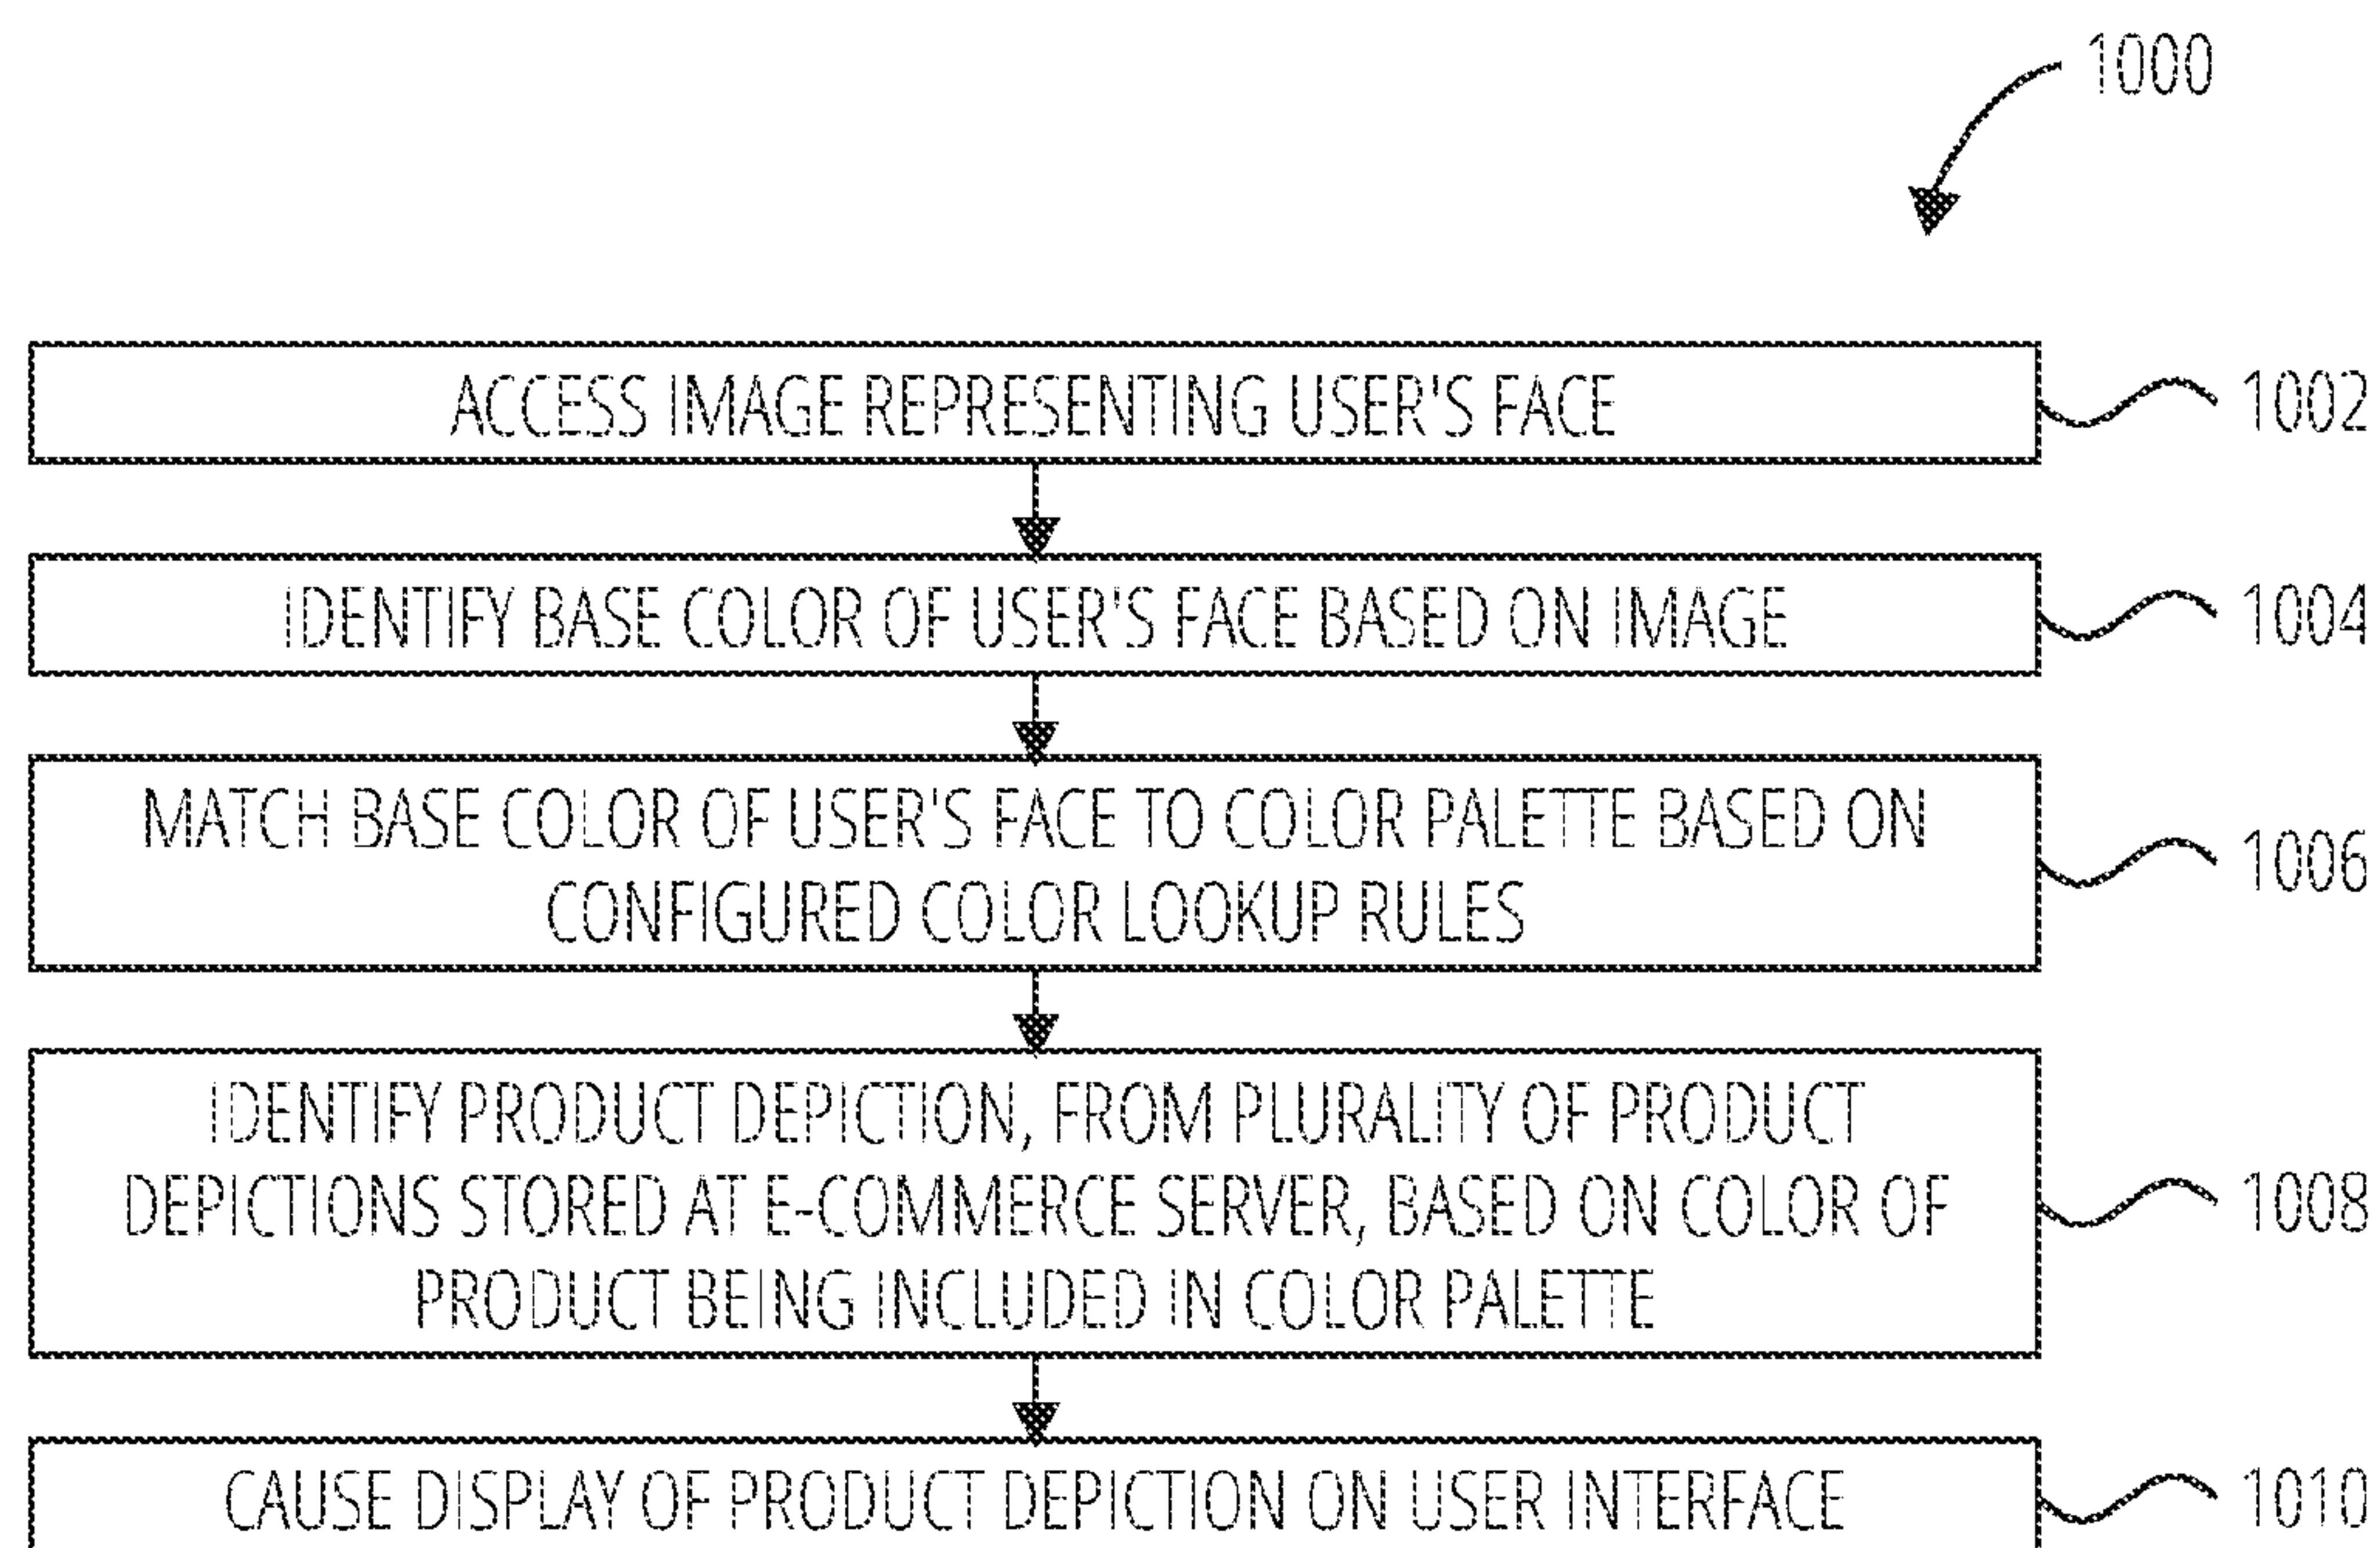 1000
ACCESS IMAGE REPRESENTING USER'S FACE
1002
IDENTIFY BASE COLOR OF USER'S FACE BASED ON IMAGE
1004
MATCH BASE COLOR OF USER'S FACE TO COLOR PALETTE BASED ON
CONFIGURED COLOR LOOKUP RULES
1006
IDENTIFY PRODUCT DEPICTION, FROM PLURALITY OF PRODUCT
DEPICTIONS STORED AT E-COMMERCE SERVER, BASED ON COLOR OF
PRODUCT BEING INCLUDED IN COLOR PALETTE
1008
CAUSE DISPLAY OF PRODUCT DEPICTION ON USER INTERFACE
1010